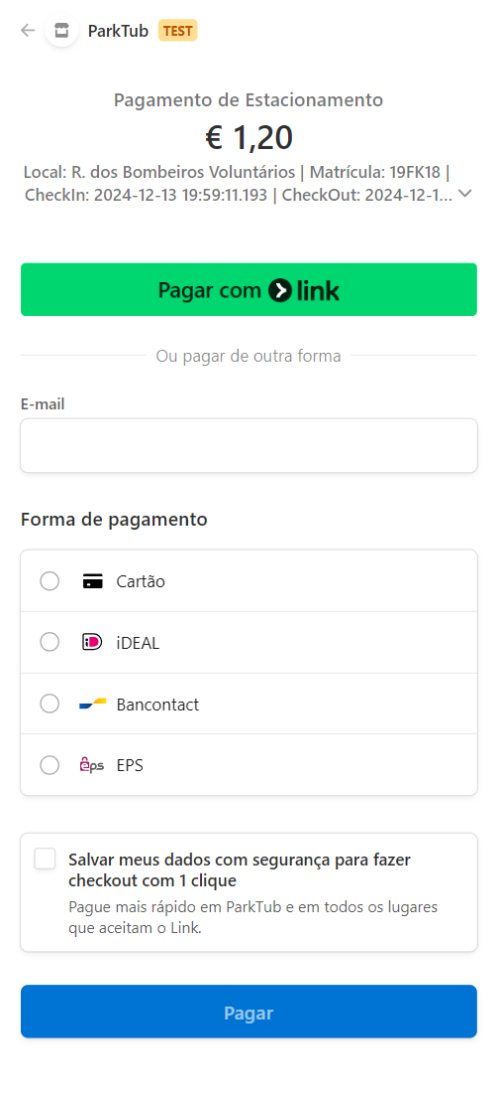 ParkTub TEST
Pagamento de Estacionamento
€ 1,20
Local: R. dos Bombeiros Voluntários | Matrícula: 19FK18 |
CheckIn: 2024-12-13 19:59:11.193 | CheckOut: 2024-12-1...
Pagar com link
Ou pagar de outra forma
E-mail
Forma de pagamento
Cartão
iD iDEAL
Bancontact
eps EPS
Salvar meus dados com segurança para fazer
checkout com 1 clique
Pague mais rápido em ParkTub e em todos os lugares
que aceitam o Link.
Pagar